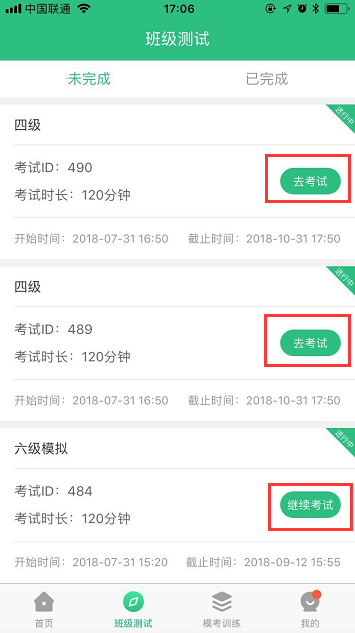 中国联通 17:06
班级测试
未完成 已完成
四级 进行中
考试ID: 490
去考试
考试时长: 120分钟
开始时间: 2018-07-31 16:50 截止时间: 2018-10-31 17:50
四级 进行中
考试ID: 489
去考试
考试时长: 120分钟
开始时间: 2018-07-31 16:50 截止时间: 2018-10-31 17:50
六级模拟 进行中
考试ID: 484
继续考试
考试时长: 120分钟
开始时间: 2018-07-31 15:20 截止时间: 2018-09-12 15:55
首页 班级测试 模考训练 我的